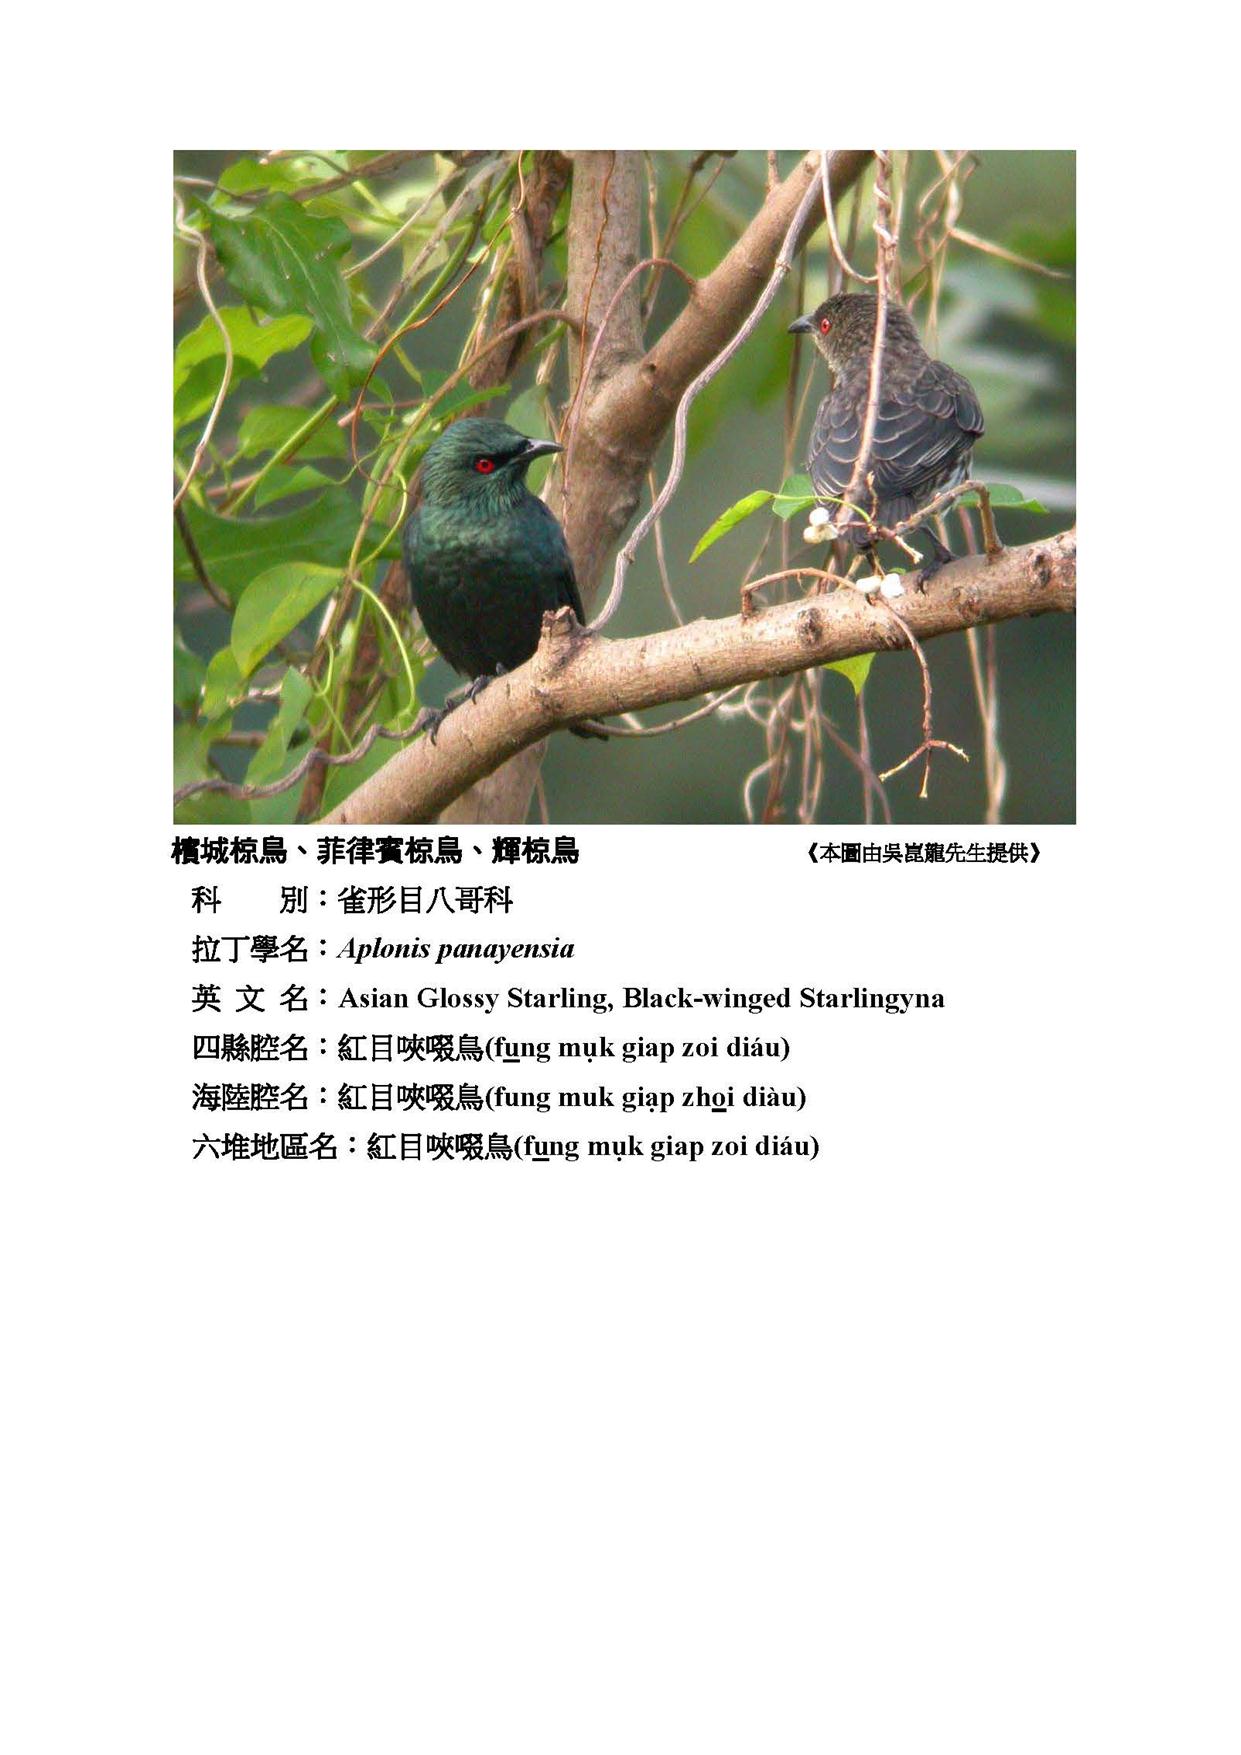 檳城椋鳥、菲律賓椋鳥、輝椋鳥 《本圖由吳崑龍先生提供》
科 別：雀形目八哥科
拉丁學名：Aplonis panayensia
英 文 名：Asian Glossy Starling, Black-winged Starlingyna
四縣腔名：紅目唊啜鳥(fung mụk giap zoi diáu)
海陸腔名：紅目唊啜鳥(fung muk giạp zhoi diàu)
六堆地區名：紅目唊啜鳥(fung mụk giap zoi diáu)